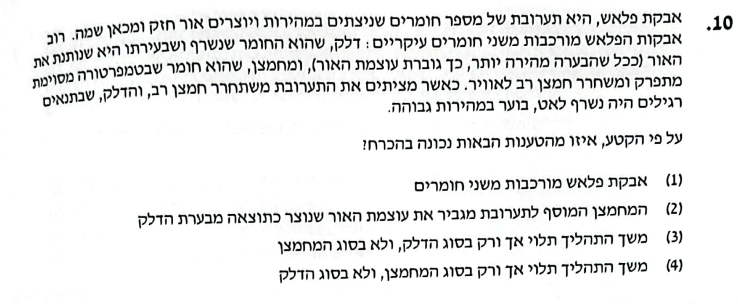 10. אבקת פלאש, היא תערובת של מספר חומרים שניצתים במהירות ויוצרים אור חזק ומכאן שמה. רוב
אבקות הפלאש מורכבות משני חומרים עיקריים: דלק, שהוא החומר שנשרף ושבעירתו היא שנותנת את
האור (ככל שהבערה מהירה יותר, כך גוברת עוצמת האור), ומחמצן, שהוא חומר שבטמפרטורה מסוימת
מתפרק ומשחרר חמצן רב לאוויר. כאשר מציתים את התערובת משתחרר חמצן רב, והדלק, שבתנאים
רגילים היה נשרף לאט, בוער במהירות גבוהה.
על פי הקטע, איזו מהטענות הבאות נכונה בהכרח?
(1) אבקת פלאש מורכבות משני חומרים
(2) המחמצן המוסף לתערובת מגביר את עוצמת האור שנוצר כתוצאה מבערת הדלק
(3) משך התהליך תלוי אך ורק בסוג הדלק, ולא בסוג המחמצן
(4) משך התהליך תלוי אך ורק בסוג המחמצן, ולא בסוג הדלק